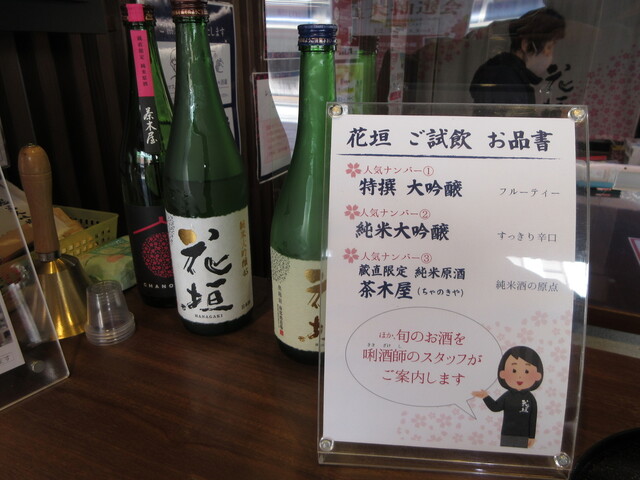 花垣 ご試飲 お品書
人気ナンバー①
特撰 大吟醸 フルーティー
人気ナンバー②
純米大吟醸 すっきり辛口
人気ナンバー③
蔵直限定 純米原酒
茶木屋 (ちゃのきや) 純米酒の原点
ほか、旬のお酒を
唎酒師のスタッフが
ご案内します
花垣
茶木屋
花垣
HANAGAKI
花垣